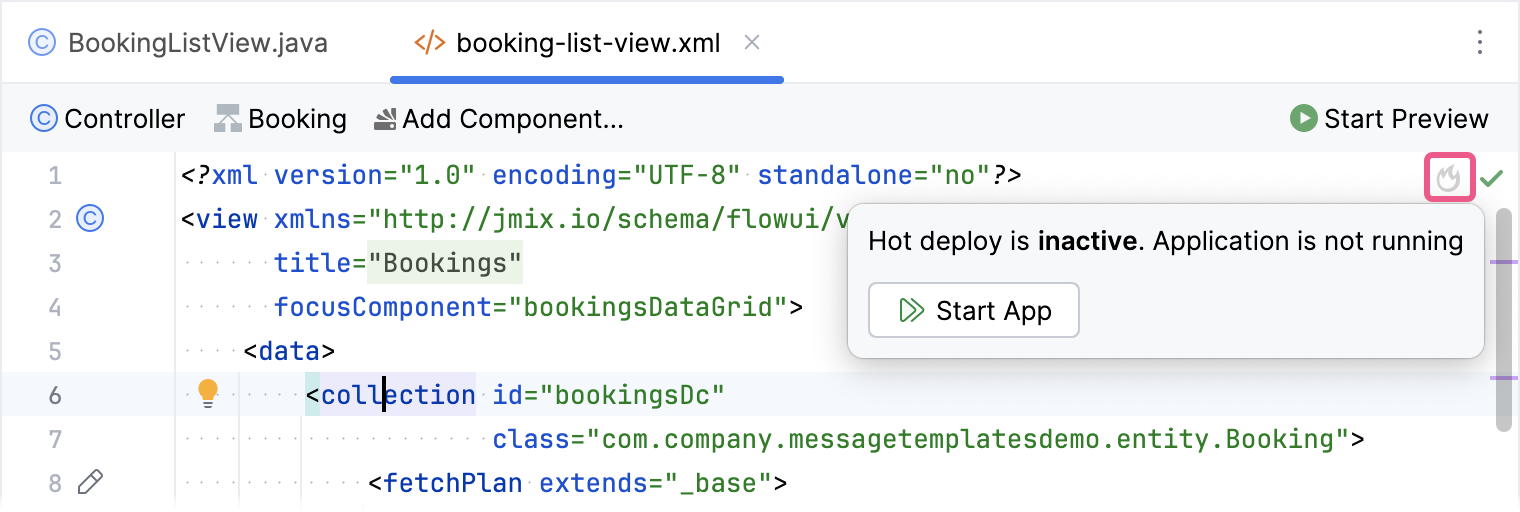 BookingListView.java booking-list-view.xml
Controller Booking Add Component... Start Preview
1 <?xml version="1.0" encoding="UTF-8" standalone="no"?>
2 <view xmlns="http://jmix.io/schema/flowui/v
Hot deploy is inactive. Application is not running
3 title="Bookings"
4 focusComponent="bookingsDataGrid">
Start App
5 <data>
6 <collection id="bookingsDc"
7 class="com.company.messagetemplatesdemo.entity.Booking">
8 <fetchPlan extends="_base">